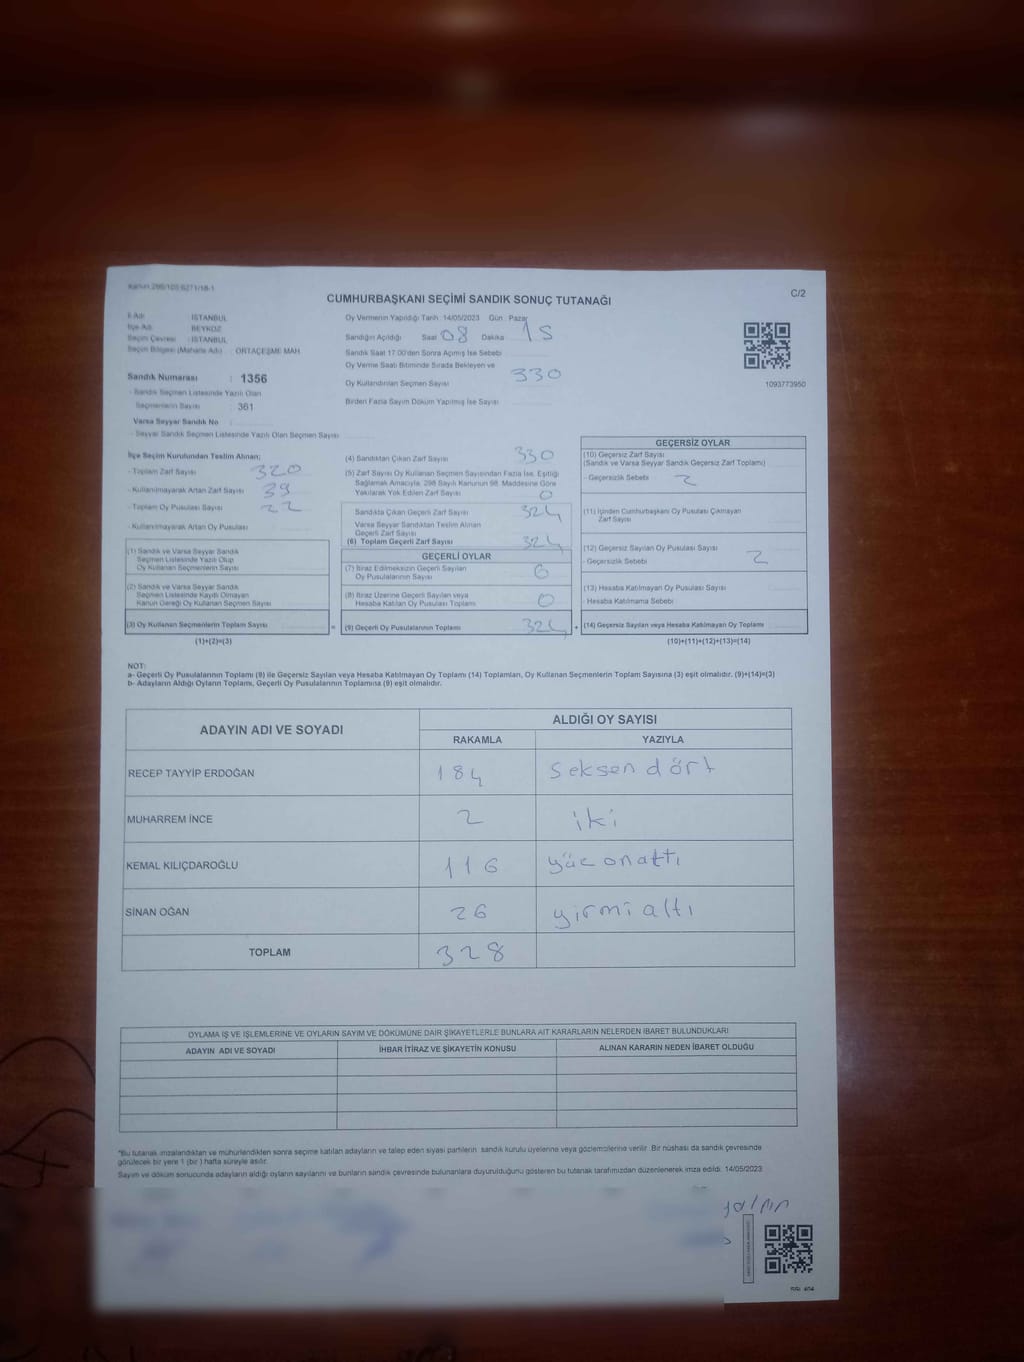 Kanun 298/105 6271/18-1
C/2
CUMHURBAŞKANI SEÇİMİ SANDIK SONUÇ TUTANAĞI
İl Adı : İSTANBUL
İlçe Adı : BEYKOZ
Seçim Çevresi : İSTANBUL
Seçim Bölgesi (Mahalle Adı) : ORTAÇEŞME MAH.
Sandık Numarası : 1356
- Sandık Seçmen Listesinde Yazılı Olan
Seçmenlerin Sayısı : 361
Varsa Seyyar Sandık No :
- Seyyar Sandık Seçmen Listesinde Yazılı Olan Seçmen Sayısı
Oy Vermenin Yapıldığı Tarih :14/05/2023 Gün : Pazar
Sandığın Açıldığı Saat 08 Dakika 15
Sandık Saat 17.00'den Sonra Açımış İse Sebebi
Oy Verme Saati Bitiminde Sırada Bekleyen ve
Oy Kullandırılan Seçmen Sayısı 330
Birden Fazla Sayım Döküm Yapılmış İse Sayısı
1093773950
İlçe Seçim Kurulundan Teslim Alınan;
- Toplam Zarf Sayısı 320
- Kullanılmayarak Artan Zarf Sayısı 39
- Toplam Oy Pusulası Sayısı 22
- Kullanılmayarak Artan Oy Pusulası
(1) Sandık ve Varsa Seyyar Sandık
Seçmen Listesinde Yazılı Olup
Oy Kullanan Seçmenlerin Sayısı
(2) Sandık ve Varsa Seyyar Sandık
Seçmen Listesinde Kayıtlı Olmayan
Kanun Gereği Oy Kullanan Seçmen Sayısı
(3) Oy Kullanan Seçmenlerin Toplam Sayısı =
(1)+(2)=(3)
(4) Sandıktan Çıkan Zarf Sayısı 330
(5) Zarf Sayısı Oy Kullanan Seçmen Sayısından Fazla İse, Eşitliği
Sağlamak Amacıyla, 298 Sayılı Kanunun 98. Maddesine Göre
Yakılarak Yok Edilen Zarf Sayısı 0
Sandıkta Çıkan Geçerli Zarf Sayısı 324
Varsa Seyyar Sandıktan Teslim Alınan
Geçerli Zarf Sayısı
(6) Toplam Geçerli Zarf Sayısı 324
GEÇERLİ OYLAR
(7) İtiraz Edilmeksizin Geçerli Sayılan
Oy Pusulalarının Sayısı 6
(8) İtiraz Üzerine Geçerli Sayılan veya
Hesaba Katılan Oy Pusulası Toplamı 0
(9) Geçerli Oy Pusulalarının Toplamı 324 +
GEÇERSİZ OYLAR
(10) Geçersiz Zarf Sayısı
(Sandık ve Varsa Seyyar Sandık Geçersiz Zarf Toplamı)
- Geçersizlik Sebebi 2
(11) İçinden Cumhurbaşkanı Oy Pusulası Çıkmayan
Zarf Sayısı
(12) Geçersiz Sayılan Oy Pusulası Sayısı
- Geçersizlik Sebebi 2
(13) Hesaba Katılmayan Oy Pusulası Sayısı
- Hesaba Katılmama Sebebi
(14) Geçersiz Sayılan veya Hesaba Katılmayan Oy Toplamı
(10)+(11)+(12)+(13)=(14)
NOT:
a- Geçerli Oy Pusulalarının Toplamı (9) ile Geçersiz Sayılan veya Hesaba Katılmayan Oy Toplamı (14) Toplamları, Oy Kullanan Seçmenlerin Toplam Sayısına (3) eşit olmalıdır. (9)+(14)=(3)
b- Adayların Aldığı Oyların Toplamı, Geçerli Oy Pusulalarının Toplamına (9) eşit olmalıdır.
ADAYIN ADI VE SOYADI
ALDIĞI OY SAYISI
RAKAMLA YAZIYLA
RECEP TAYYİP ERDOĞAN 184 seksen dört
MUHARREM İNCE 2 iki
KEMAL KILIÇDAROĞLU 116 yüz onaltı
SİNAN OĞAN 26 yirmi altı
TOPLAM 328
OYLAMA İŞ VE İŞLEMLERİNE VE OYLARIN SAYIM VE DÖKÜMÜNE DAİR ŞİKAYETLERLE BUNLARA AİT KARARLARIN NELERDEN İBARET BULUNDUKLARI
ADAYIN ADI VE SOYADI İHBAR İTİRAZ VE ŞİKAYETİN KONUSU ALINAN KARARIN NEDEN İBARET OLDUĞU
*Bu tutanak imzalandıktan ve mühürlendikten sonra seçime katılan adayların ve talep eden siyasi partilerin sandık kurulu üyelerine veya gözlemcilerine verilir. Bir nüshası da sandık çevresinde
görülecek bir yere 1 (bir ) hafta süreyle asılır.
Sayım ve döküm sonucunda adayların aldığı oyların sayılarını ve bunların sandık çevresinde bulunanlara duyurulduğunu gösteren bu tutanak tarafımızdan düzenlenerek imza edildi. 14/05/2023